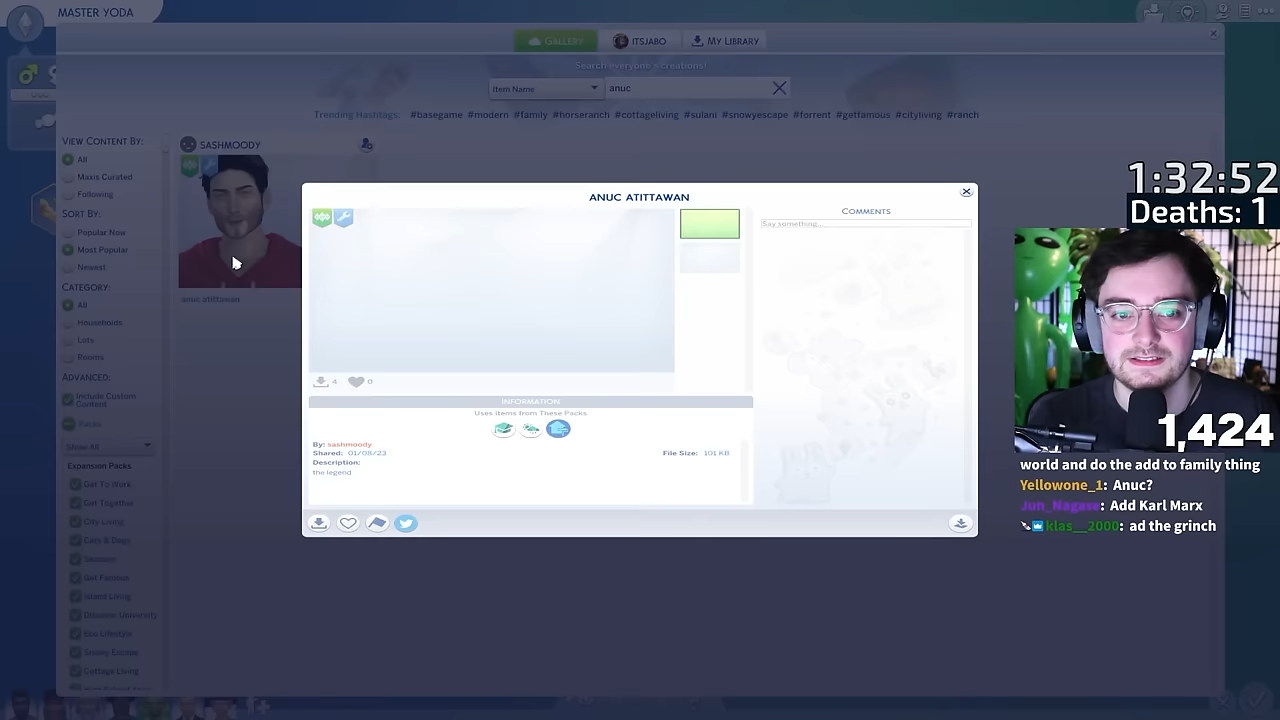 MASTER YODA
GALLERY
ITSJABO
MY LIBRARY
Search everyone's creations!
Item Name
anuc
Trending Hashtags: #basegame #modern #family #horseranch #cottageliving #sulani #snowyescape #forrent #getfamous #cityliving #ranch
VIEW CONTENT BY:
All
Maxis Curated
Following
SORT BY:
Popular Now
Most Popular
Newest
CATEGORY:
All
Households
Lots
Rooms
ADVANCED:
Include Custom
Content
Packs
Show All
Expansion Packs
Get To Work
Get Together
City Living
Cats & Dogs
Seasons
Get Famous
Island Living
Discover University
Eco Lifestyle
Snowy Escape
Cottage Living
SASHMOODY
anuc atittawan
ANUC ATITTAWAN
4
0
INFORMATION
Uses items from These Packs
By: sashmoody
Shared: 01/08/23
File Size: 101 KB
Description:
the legend
COMMENTS
Say something...
1:32:52
Deaths: 1
1,424
world and do the add to family thing
Yellowone_1: Anuc?
Jun_Nagase: Add Karl Marx
klas__2000: ad the grinch